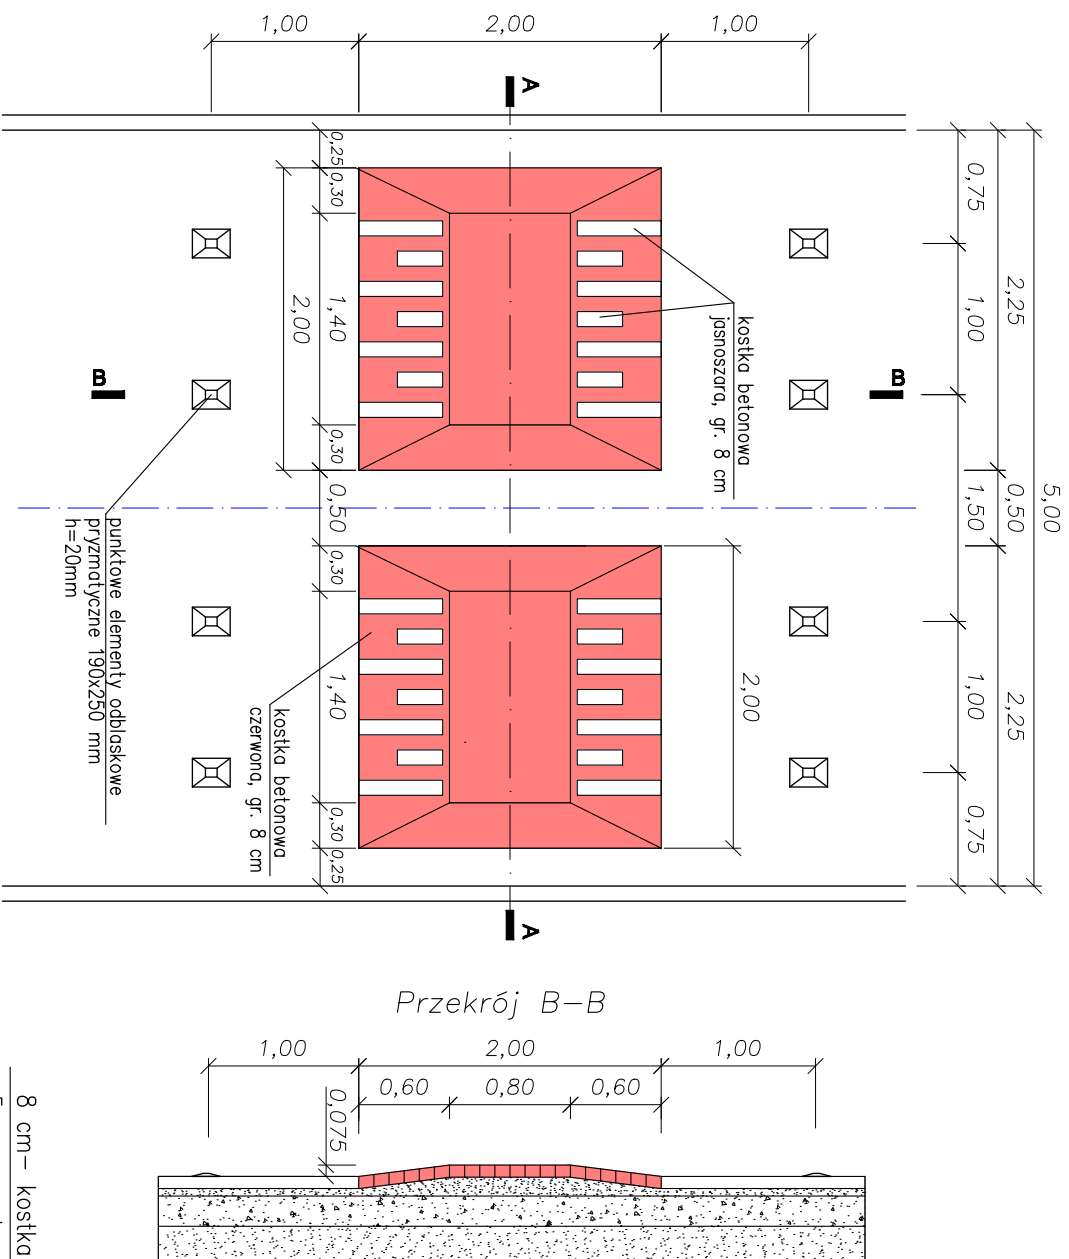 1,00
2,00
1,00
A
5,00
2,25
0,50
2,25
0,75
1,00
1,50
1,00
0,75
0,25
0,30
1,40
0,30
0,50
0,30
1,40
0,30
0,25
2,00
2,00
kostka betonowa
jasnoszara, gr. 8 cm
B
B
punktowe elementy odblaskowe
pryzmatyczne 190x250 mm
h=20mm
kostka betonowa
czerwona, gr. 8 cm
A
Przekrój B-B
1,00
2,00
1,00
0,60
0,80
0,60
0,075
8 cm- kostka